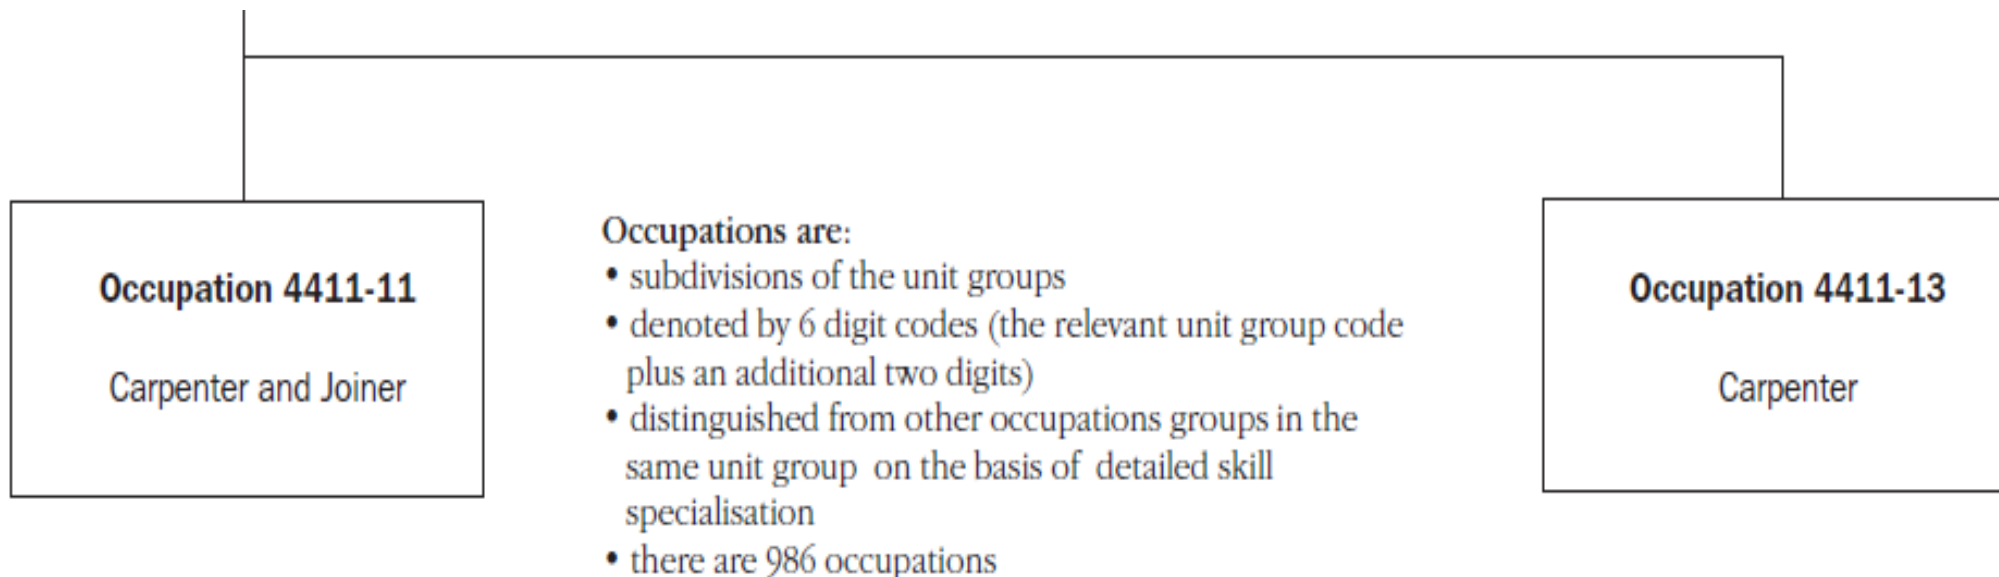 Occupation 4411-11
Carpenter and Joiner
Occupations are:
• subdivisions of the unit groups
• denoted by 6 digit codes (the relevant unit group code
plus an additional two digits)
• distinguished from other occupations groups in the
same unit group on the basis of detailed skill
specialisation
• there are 986 occupations
Occupation 4411-13
Carpenter